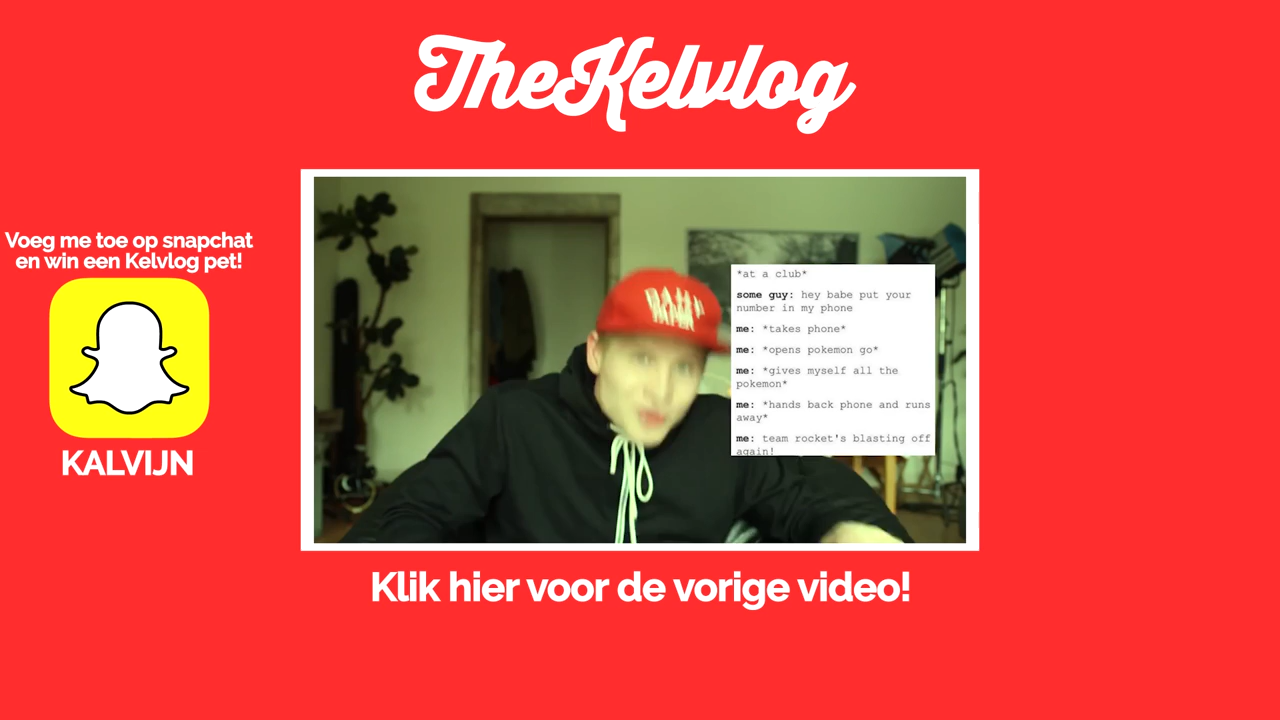 TheKelvlog
Voeg me toe op snapchat
en win een Kelvlog pet!
KALVIJN
*at a club*
some guy: hey babe put your
number in my phone
me: *takes phone*
me: *opens pokemon go*
me: *gives myself all the
pokemon*
me: *hands back phone and runs
away*
me: team rocket's blasting off
again!
Klik hier voor de vorige video!